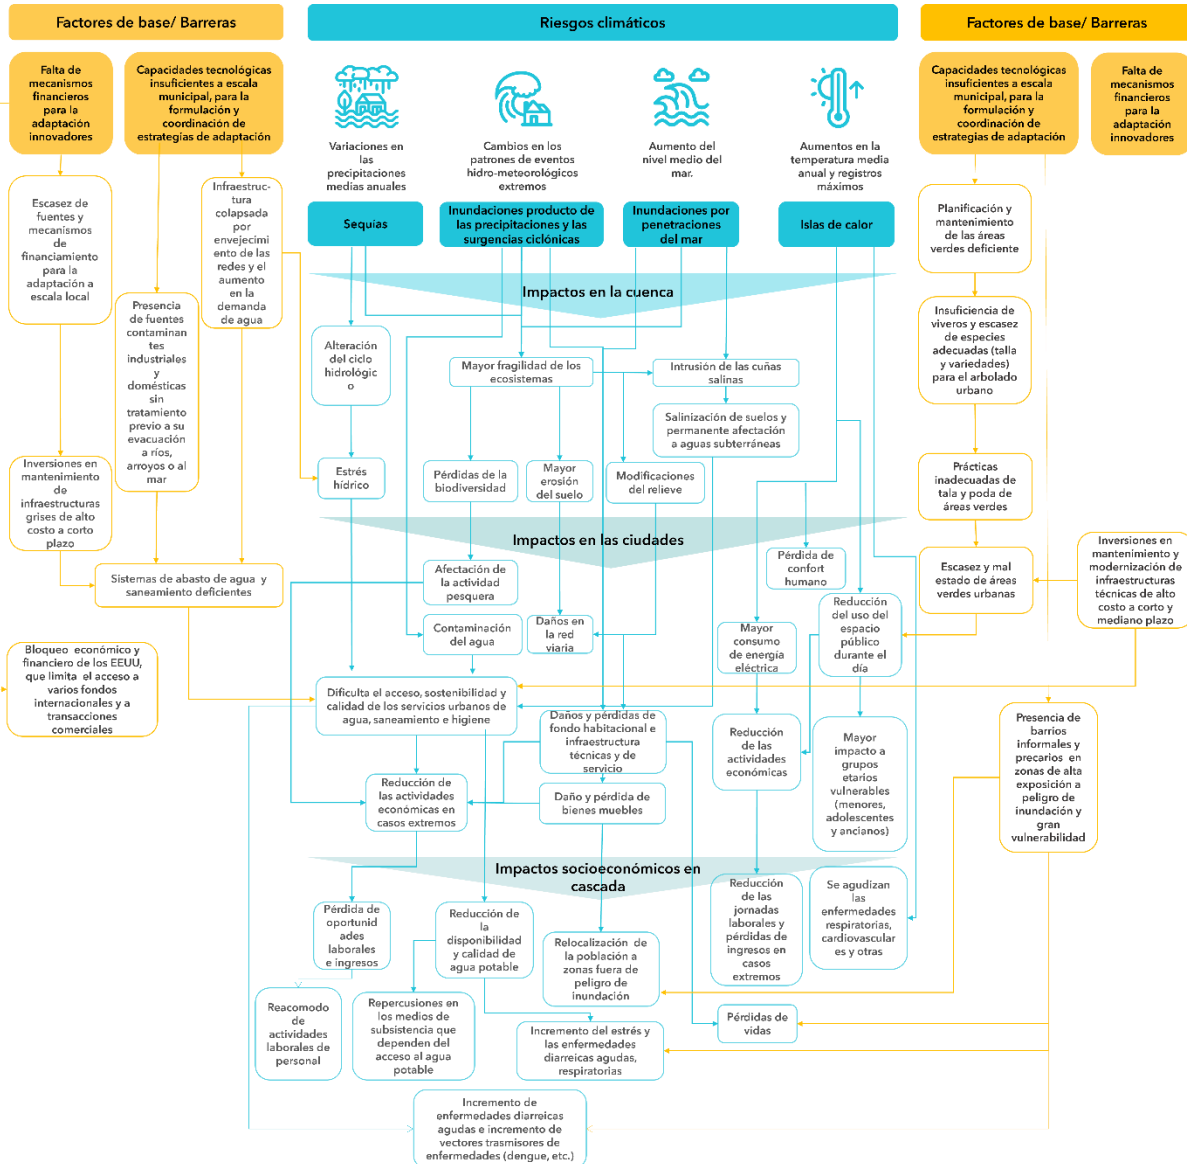 Factores de base/ Barreras
Riesgos climáticos
Factores de base/ Barreras
Falta de
mecanismos
financieros
para la
adaptación
innovadores
Capacidades tecnológicas
insuficientes a escala
municipal, para la
formulación y
coordinación de
estrategias de adaptación
Variaciones en
las
precipitaciones
medias anuales
Cambios en los
patrones de eventos
hidro-meteorológicos
extremos
Aumento del
nivel medio del
mar.
Aumentos en la
temperatura media
anual y registros
máximos
Capacidades tecnológicas
insuficientes a escala
municipal, para la
formulación y
coordinación de
estrategias de adaptación
Falta de
mecanismos
financieros
para la
adaptación
innovadores
Sequías
Inundaciones producto de
las precipitaciones y las
surgencias ciclónicas
Inundaciones por
penetraciones
del mar
Islas de calor
Escasez de
fuentes y
mecanismos
de
financiamiento
para la
adaptación a
escala local
Infraestruc-
tura
colapsada
por
envejecimi
ento de las
redes y el
aumento
en la
demanda
de agua
Planificación y
mantenimiento
de las áreas
verdes deficiente
Impactos en la cuenca
Presencia
de fuentes
contamina
ntes
industriales
y
domésticas
sin
tratamiento
previo a su
evacuación
a ríos,
arroyos o al
mar
Alteración
del ciclo
hidrológic
o
Mayor fragilidad de los
ecosistemas
Intrusión de las cuñas
salinas
Salinización de suelos y
permanente afectación
a aguas subterráneas
Insuficiencia de
viveros y escasez
de especies
adecuadas (talla
y variedades)
para el arbolado
urbano
Inversiones en
mantenimiento
de
infraestructuras
grises de alto
costo a corto
plazo
Estrés
hídrico
Pérdidas de la
biodiversidad
Mayor
erosión
del suelo
Modificaciones
del relieve
Prácticas
inadecuadas de
tala y poda de
áreas verdes
Impactos en las ciudades
Sistemas de abasto de agua y
saneamiento deficientes
Afectación de
la actividad
pesquera
Pérdida de
confort
humano
Escasez y mal
estado de áreas
verdes urbanas
Inversiones en
mantenimiento y
modernización de
infraestructuras
técnicas de alto
costo a corto y
mediano plazo
Contaminación
del agua
Daños en
la red
viaria
Mayor
consumo
de energía
eléctrica
Reducción
del uso del
espacio
público
durante el
día
Bloqueo económico y
financiero de los EEUU,
que limita el acceso a
varios fondos
internacionales y a
transacciones
comerciales
Dificulta el acceso, sostenibilidad y
calidad de los servicios urbanos de
agua, saneamiento e higiene
Daños y pérdidas de
fondo habitacional e
infraestructura
técnicas y de
servicio
Reducción
de las
actividades
económicas
Mayor
impacto a
grupos
etarios
vulnerables
(menores,
adolescentes y
ancianos)
Presencia de
barrios
informales y
precarios en
zonas de alta
exposición a
peligro de
inundación y
gran
vulnerabilidad
Reducción de
las actividades
económicas en
casos extremos
Daño y pérdida de
bienes muebles
Impactos socioeconómicos en
cascada
Pérdida de
oportunid
ades
laborales
e ingresos
Reducción de
la
disponibilidad
y calidad de
agua potable
Relocalización de
la población a
zonas fuera de
peligro de
inundación
Reducción
de las
jornadas
laborales y
pérdidas de
ingresos en
casos
extremos
Se agudizan
las
enfermedades
respiratorias,
cardiovascular
es y otras
Reacomodo
de
actividades
laborales de
personal
Repercusiones en
los medios de
subsistencia que
dependen del
acceso al agua
potable
Incremento del estrés y
las enfermedades
diarreicas agudas,
respiratorias
Pérdidas de
vidas
Incremento de
enfermedades diarreicas
agudas e incremento de
vectores trasmisores de
enfermedades (dengue, etc.)